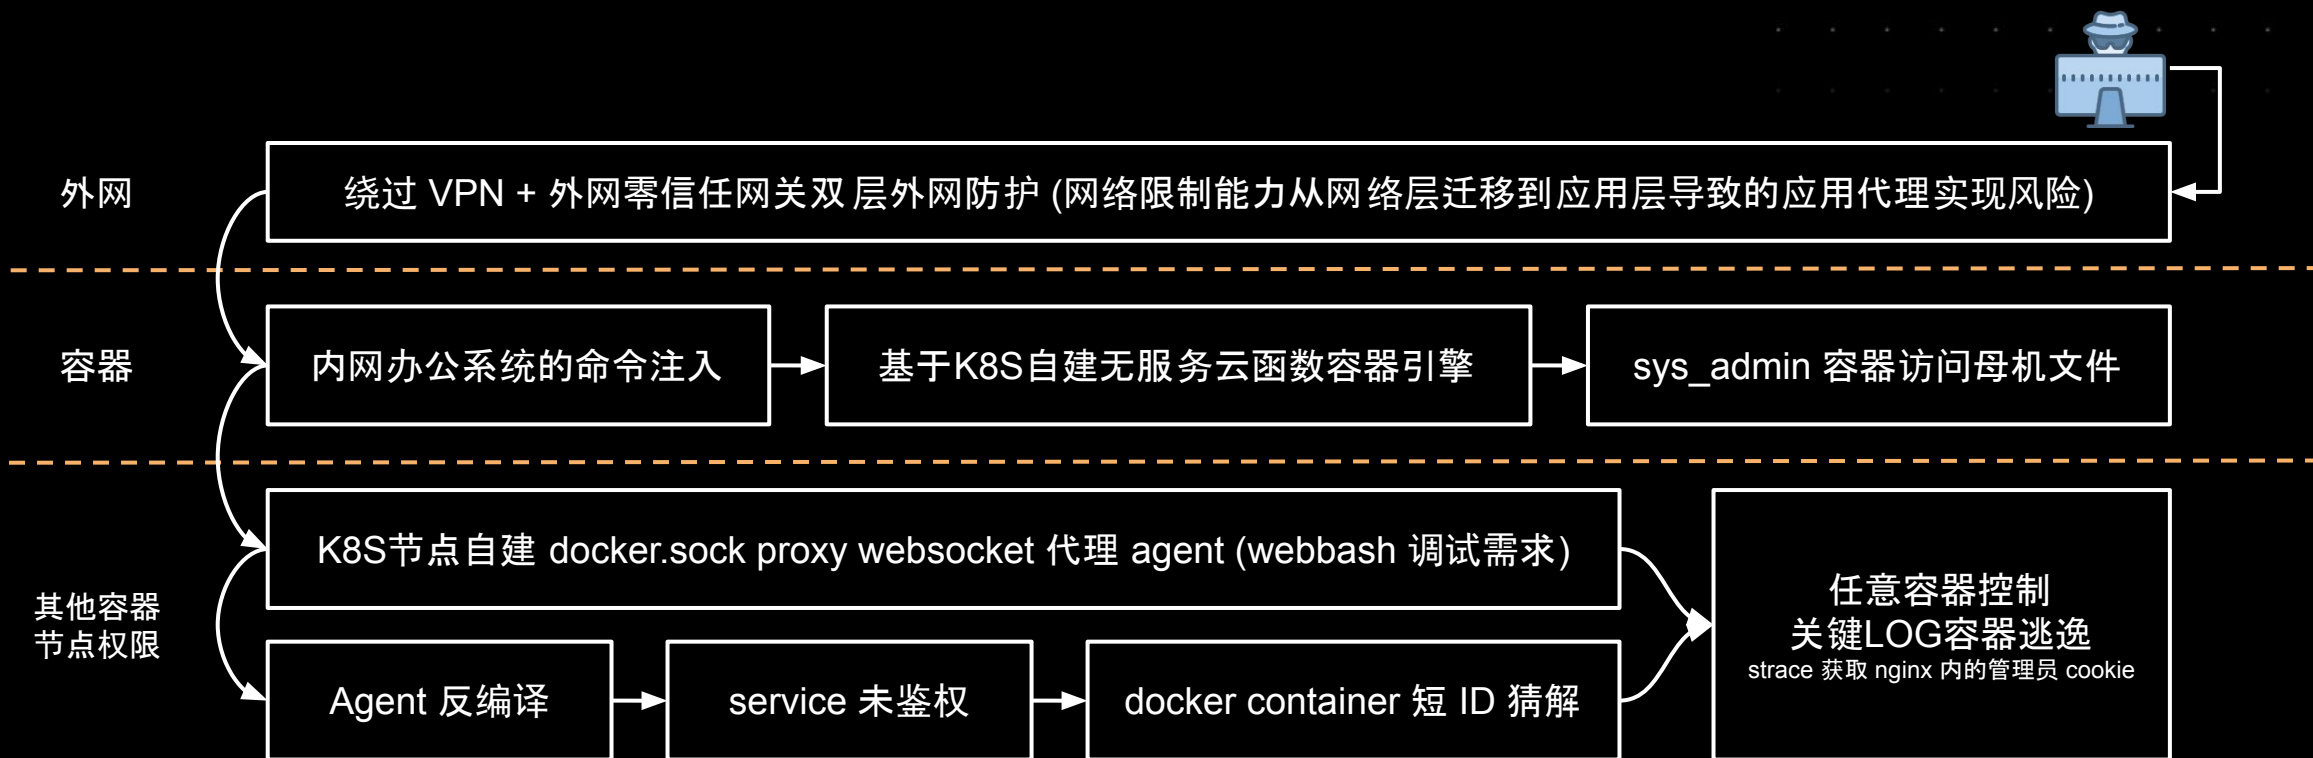 外网
绕过 VPN + 外网零信任网关双层外网防护 (网络限制能力从网络层迁移到应用层导致的应用代理实现风险)
容器
内网办公系统的命令注入
基于K8S自建无服务云函数容器引擎
sys_admin 容器访问母机文件
其他容器
节点权限
K8S节点自建 docker.sock proxy websocket 代理 agent (webbash 调试需求)
Agent 反编译
service 未鉴权
docker container 短 ID 猜解
任意容器控制
关键LOG容器逃逸
strace 获取 nginx 内的管理员 cookie